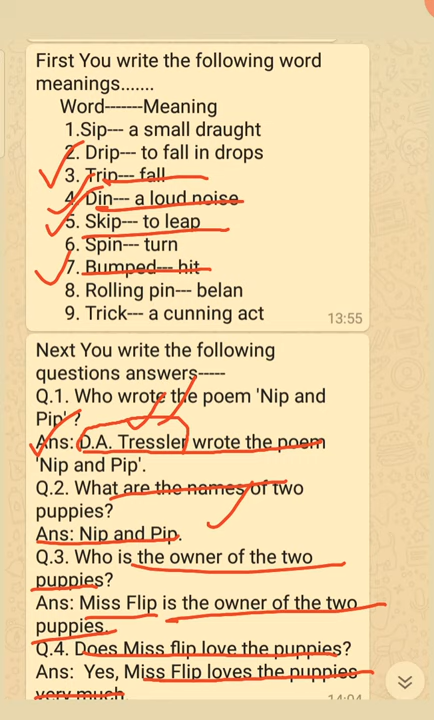 First You write the following word
meanings.......
Word-------Meaning
1.Sip--- a small draught
2. Drip--- to fall in drops
3. Trip--- fall
4. Din--- a loud noise
5. Skip--- to leap
6. Spin--- turn
7. Bumped--- hit
8. Rolling pin--- belan
9. Trick--- a cunning act
13:55
Next You write the following
questions answers-----
Q.1. Who wrote the poem 'Nip and
Pip' ?
Ans: D.A. Tressler wrote the poem
'Nip and Pip'.
Q.2. What are the names of two
puppies?
Ans: Nip and Pip.
Q.3. Who is the owner of the two
puppies?
Ans: Miss Flip is the owner of the two
puppies.
Q.4. Does Miss flip love the puppies?
Ans:  Yes, Miss Flip loves the puppies
very much.
14:04